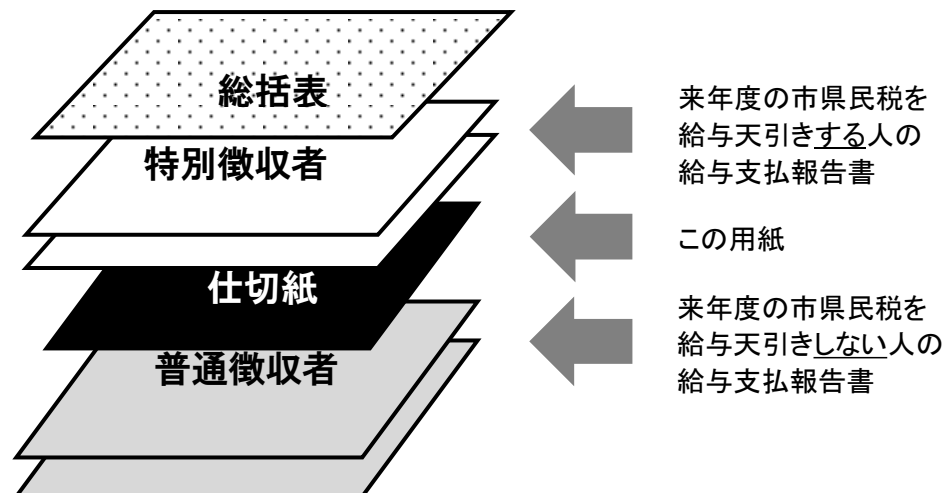 総括表
特別徴収者
仕切紙
普通徴収者
来年度の市県民税を
給与天引きする人の
給与支払報告書
この用紙
来年度の市県民税を
給与天引きしない人の
給与支払報告書